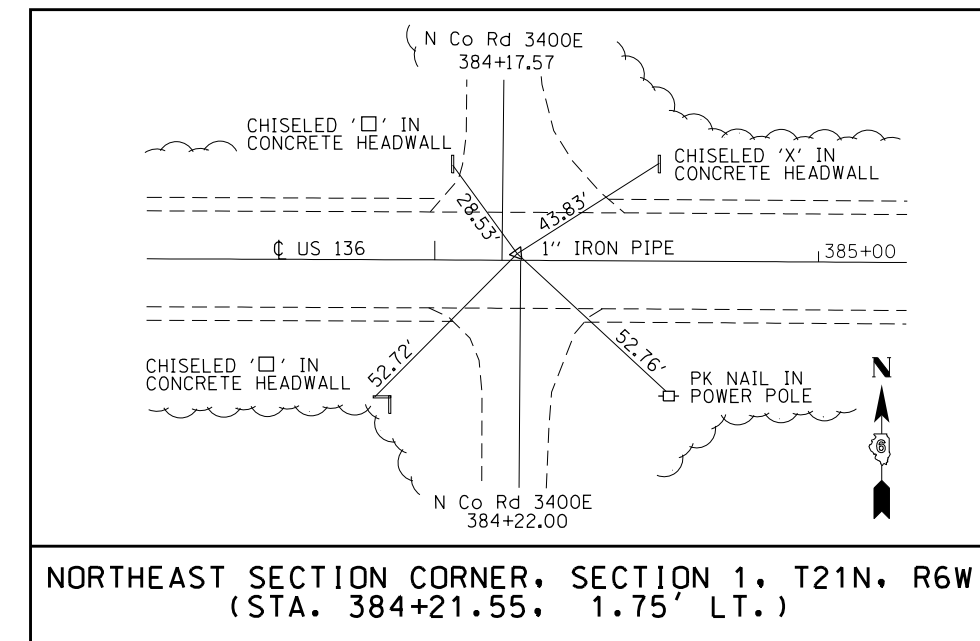 N Co Rd 3400E
384+17.57
CHISELED '□' IN
CONCRETE HEADWALL
CHISELED 'X' IN
CONCRETE HEADWALL
28.53'
43.83'
℄ US 136
1'' IRON PIPE
385+00
52.72'
52.76'
CHISELED '□' IN
CONCRETE HEADWALL
PK NAIL IN
POWER POLE
N
6
N Co Rd 3400E
384+22.00
NORTHEAST SECTION CORNER, SECTION 1, T21N, R6W
(STA. 384+21.55, 1.75' LT.)